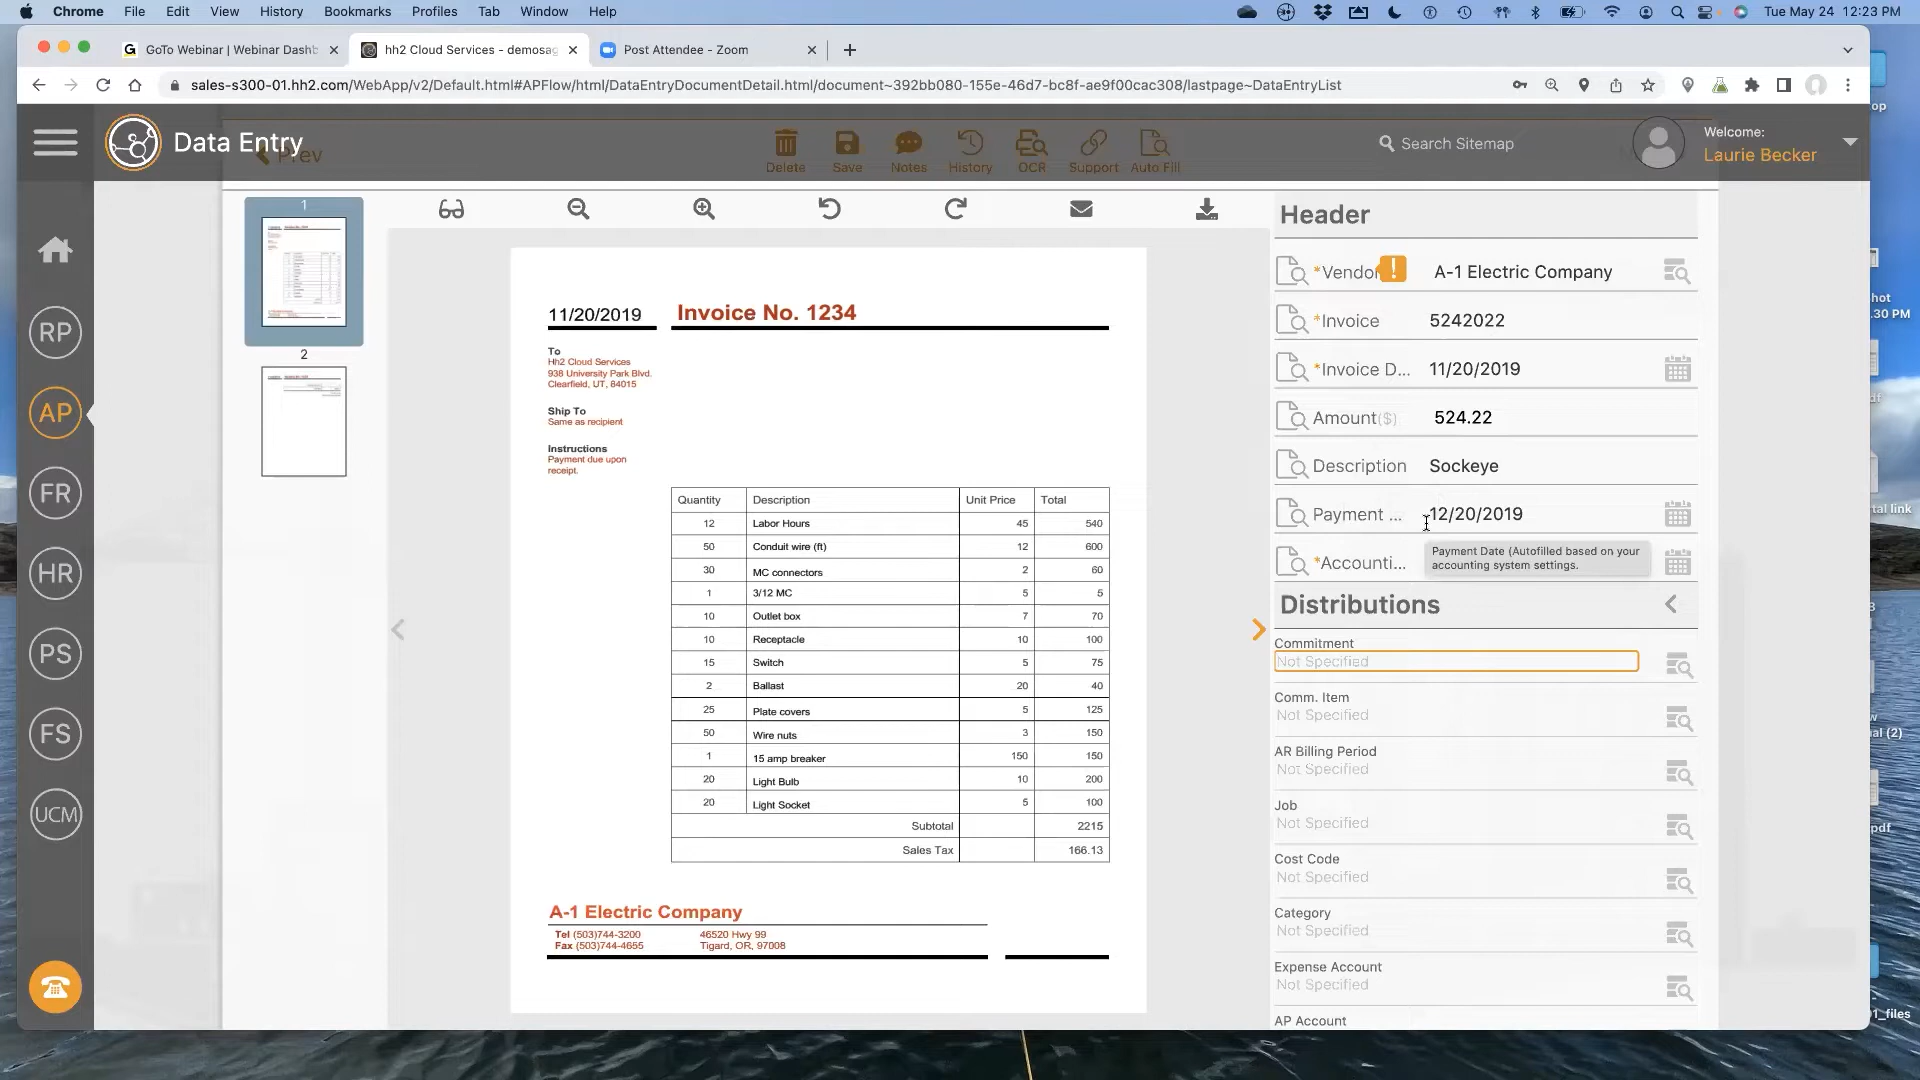 Chrome File Edit View History Bookmarks Profiles Tab Window Help
Tue May 24 12:23 PM
GoTo Webinar | Webinar Dashb
hh2 Cloud Services - demosag
Post Attendee - Zoom
sales-s300-01.hh2.com/WebApp/v2/Default.html#APFlow/html/DataEntryDocumentDetail.html/document~392bb080-155e-46d7-bc8f-ae9f00cac308/lastpage~DataEntryList
Data Entry
Prev
Delete Save Notes History OCR Support Auto Fill
Search Sitemap
Welcome:
Laurie Becker
RP
AP
FR
HR
PS
FS
UCM
1
2
11/20/2019 Invoice No. 1234
To
Hh2 Cloud Services
938 University Park Blvd.
Clearfield, UT, 84015
Ship To
Same as recipient
Instructions
Payment due upon
receipt.
Quantity Description Unit Price Total
12 Labor Hours 45 540
50 Conduit wire (ft) 12 600
30 MC connectors 2 60
1 3/12 MC 5 5
10 Outlet box 7 70
10 Receptacle 10 100
15 Switch 5 75
2 Ballast 20 40
25 Plate covers 5 125
50 Wire nuts 3 150
1 15 amp breaker 150 150
20 Light Bulb 10 200
20 Light Socket 5 100
Subtotal 2215
Sales Tax 166.13
A-1 Electric Company
Tel (503)744-3200 46520 Hwy 99
Fax (503)744-4655 Tigard, OR, 97008
Header
*Vendor ! A-1 Electric Company
*Invoice 5242022
*Invoice D... 11/20/2019
Amount($) 524.22
Description Sockeye
Payment ... 12/20/2019
*Accounti...
Payment Date (Autofilled based on your
accounting system settings.
Distributions
Commitment
Not Specified
Comm. Item
Not Specified
AR Billing Period
Not Specified
Job
Not Specified
Cost Code
Not Specified
Category
Not Specified
Expense Account
Not Specified
AP Account
op
hot
.30 PM
df
tal link
al (2)
pdf
01_files